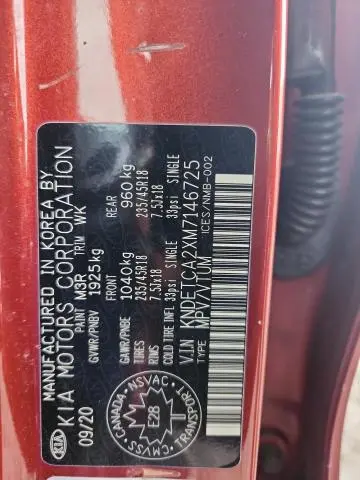 MANUFACTURED IN KOREA BY
KIA KIA MOTORS CORPORATION
09/20 PAINT M3R TRIM WK
GVWR/PNBV 1925kg
FRONT REAR
GAWR/PNBE 1040kg 960kg
TIRES 235/45R18 235/45R18
RIMS 7.5Jx18 7.5Jx18
COLD TIRE INFL 33psi SINGLE 33psi SINGLE
V.I.N KNDETCA2XM7146725
TYPE MPV/VTUM ICES/NMB-002
CANADA NSVAC
E28
CMVSS TRANSPORT